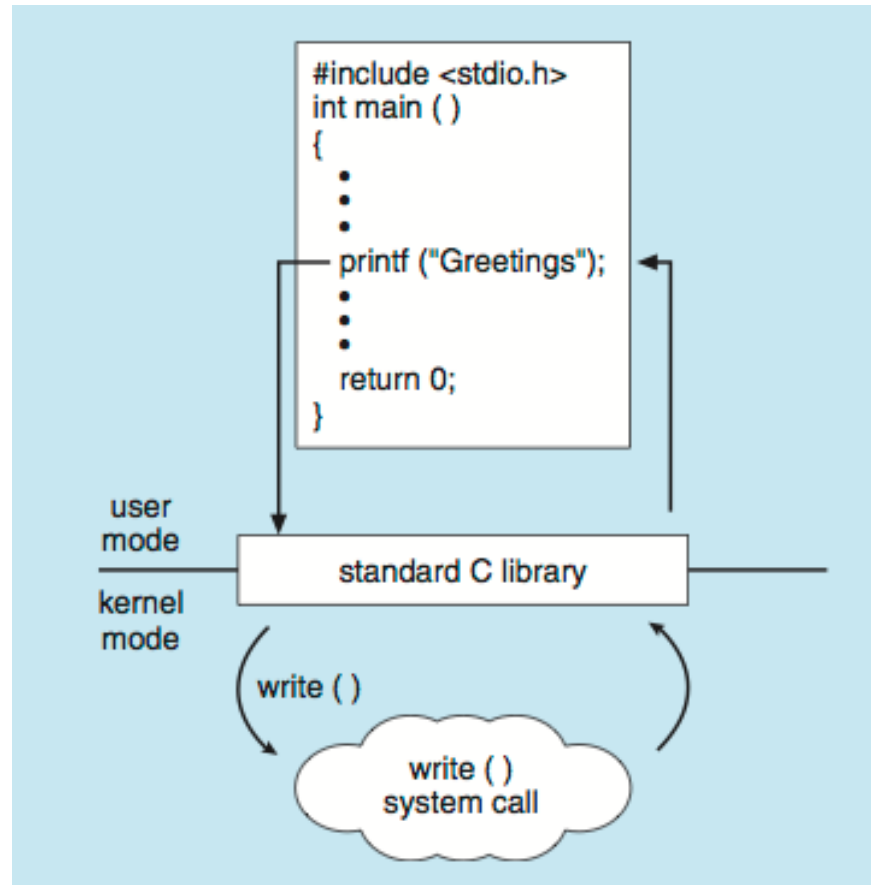 #include <stdio.h>
int main ( )
{
•
•
•
printf ("Greetings");
•
•
•
return 0;
}
user
mode
standard C library
kernel
mode
write ( )
write ( )
system call